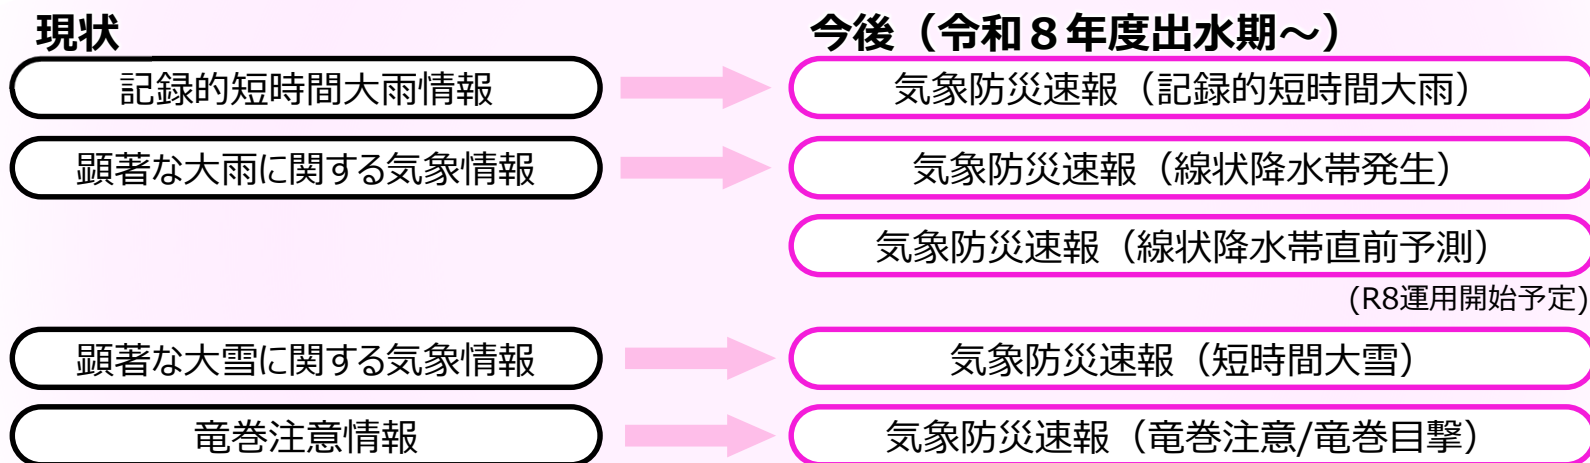 現状
今後（令和８年度出水期～）
記録的短時間大雨情報
気象防災速報（記録的短時間大雨）
顕著な大雨に関する気象情報
気象防災速報（線状降水帯発生）
気象防災速報（線状降水帯直前予測）
(R8運用開始予定)
顕著な大雪に関する気象情報
気象防災速報（短時間大雪）
竜巻注意情報
気象防災速報（竜巻注意/竜巻目撃）